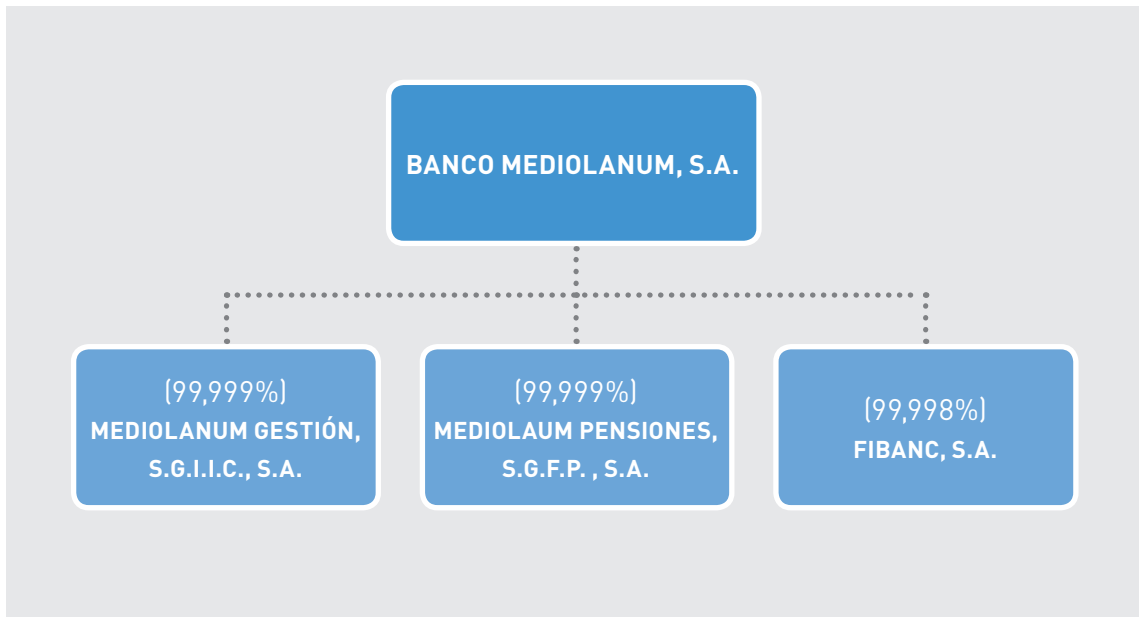 BANCO MEDIOLANUM, S.A.
(99,999%)
MEDIOLANUM GESTIÓN,
S.G.I.I.C., S.A.
(99,999%)
MEDIOLAUM PENSIONES,
S.G.F.P. , S.A.
(99,998%)
FIBANC, S.A.